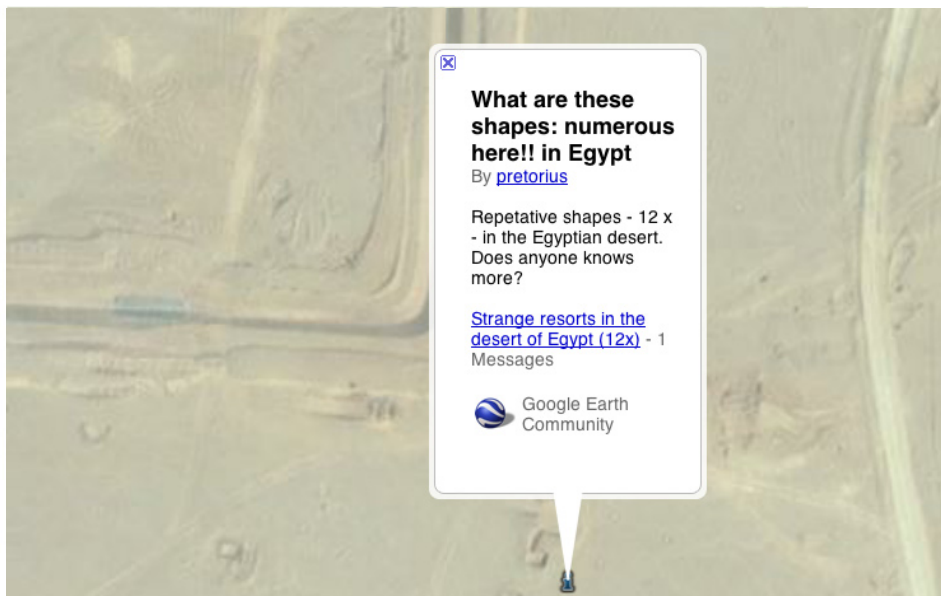 What are these
shapes: numerous
here!! in Egypt
By pretorius
Repetative shapes - 12 x
- in the Egyptian desert.
Does anyone knows
more?
Strange resorts in the
desert of Egypt (12x) - 1
Messages
Google Earth
Community